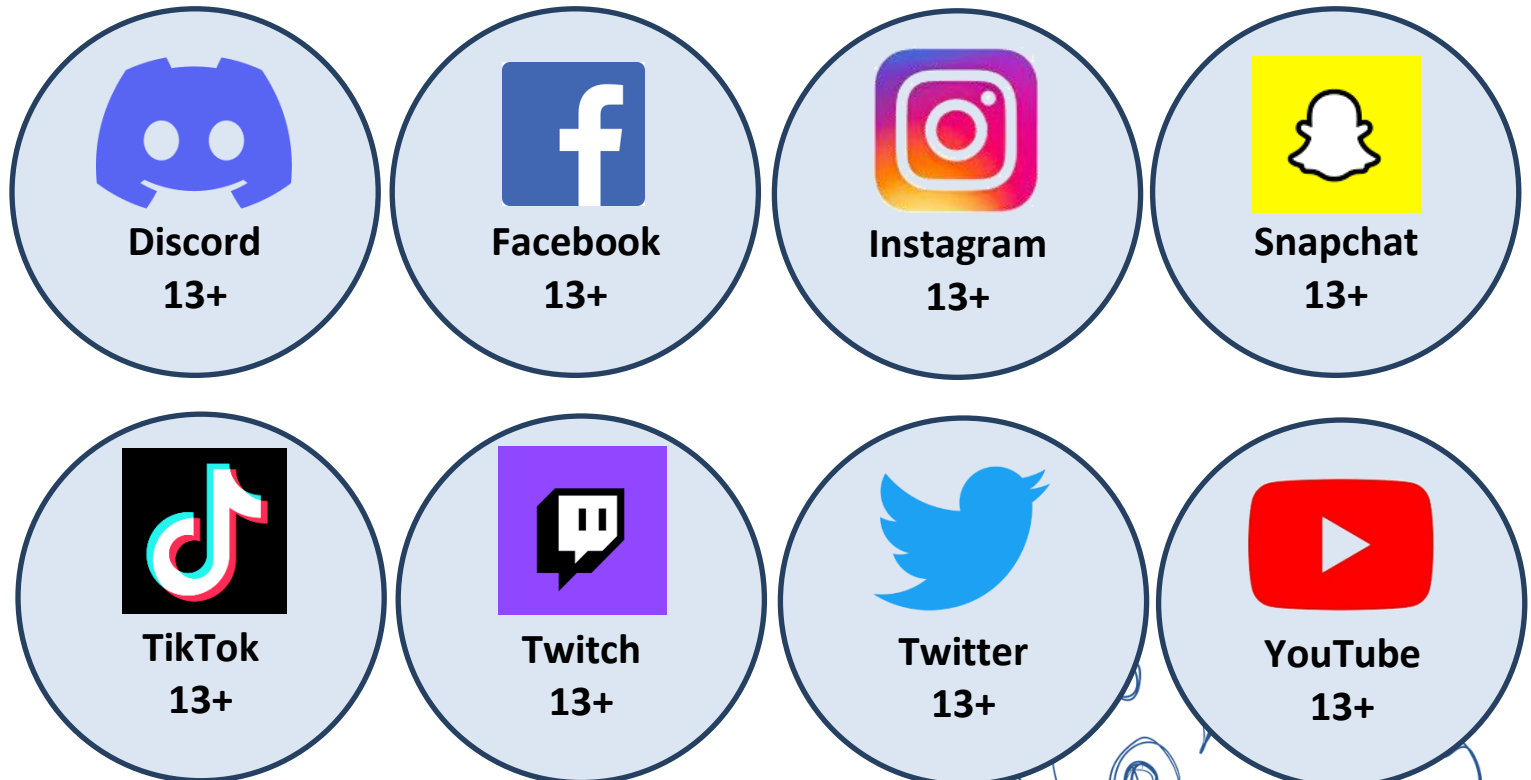 Discord
13+
Facebook
13+
Instagram
13+
Snapchat
13+
TikTok
13+
Twitch
13+
Twitter
13+
YouTube
13+